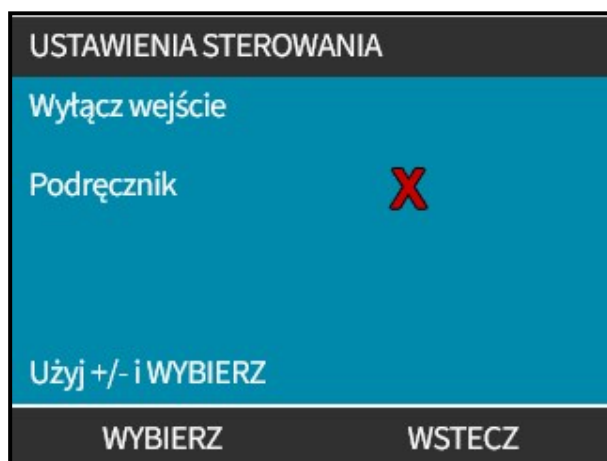 USTAWIENIA STEROWANIA
Wyłącz wejście
Podręcznik X
Użyj +/- i WYBIERZ
WYBIERZ WSTECZ